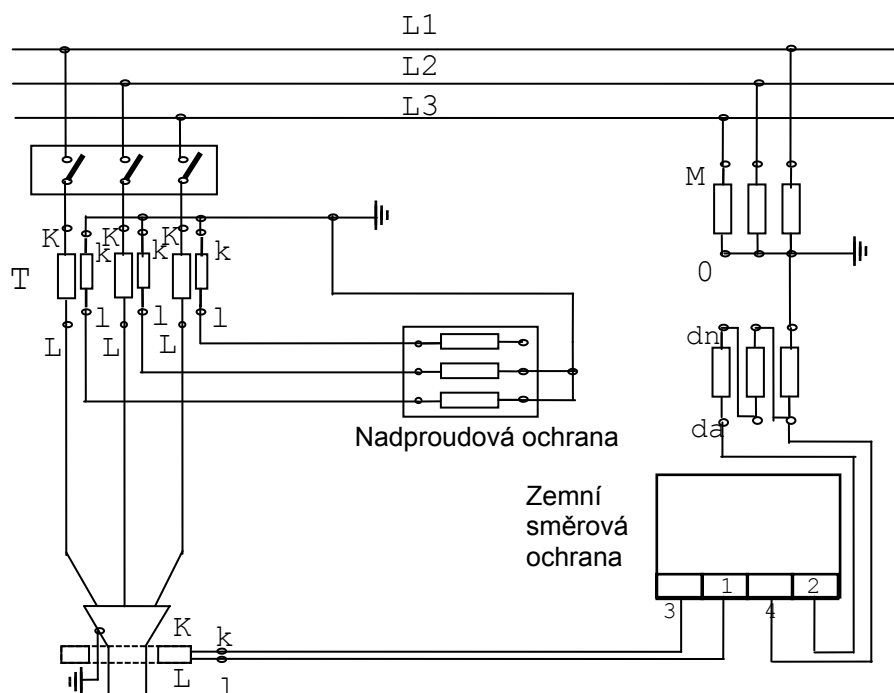 L1
L2
L3
M
K K K
k k k
T
0
l l l
L L L
dn
da
Nadproudová ochrana
Zemní
směrová
ochrana
1 2
3 4
K k
L l